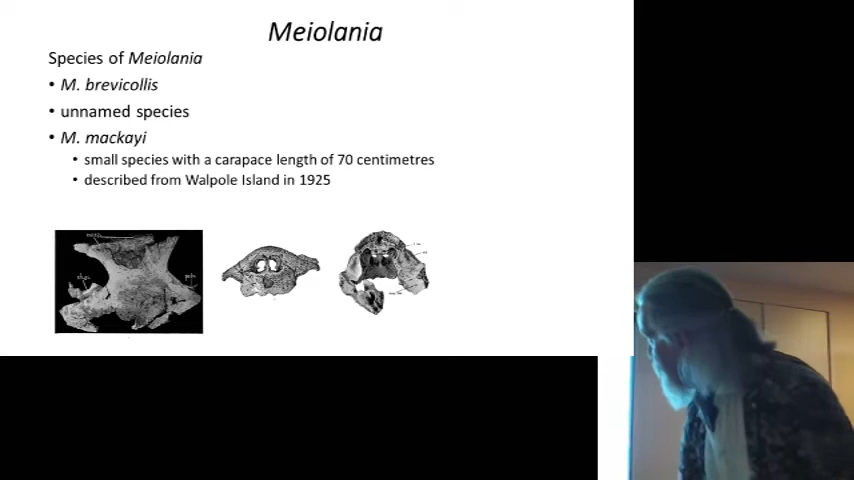 Meiolania
Species of Meiolania
• M. brevicollis
• unnamed species
• M. mackayi
• small species with a carapace length of 70 centimetres
• described from Walpole Island in 1925